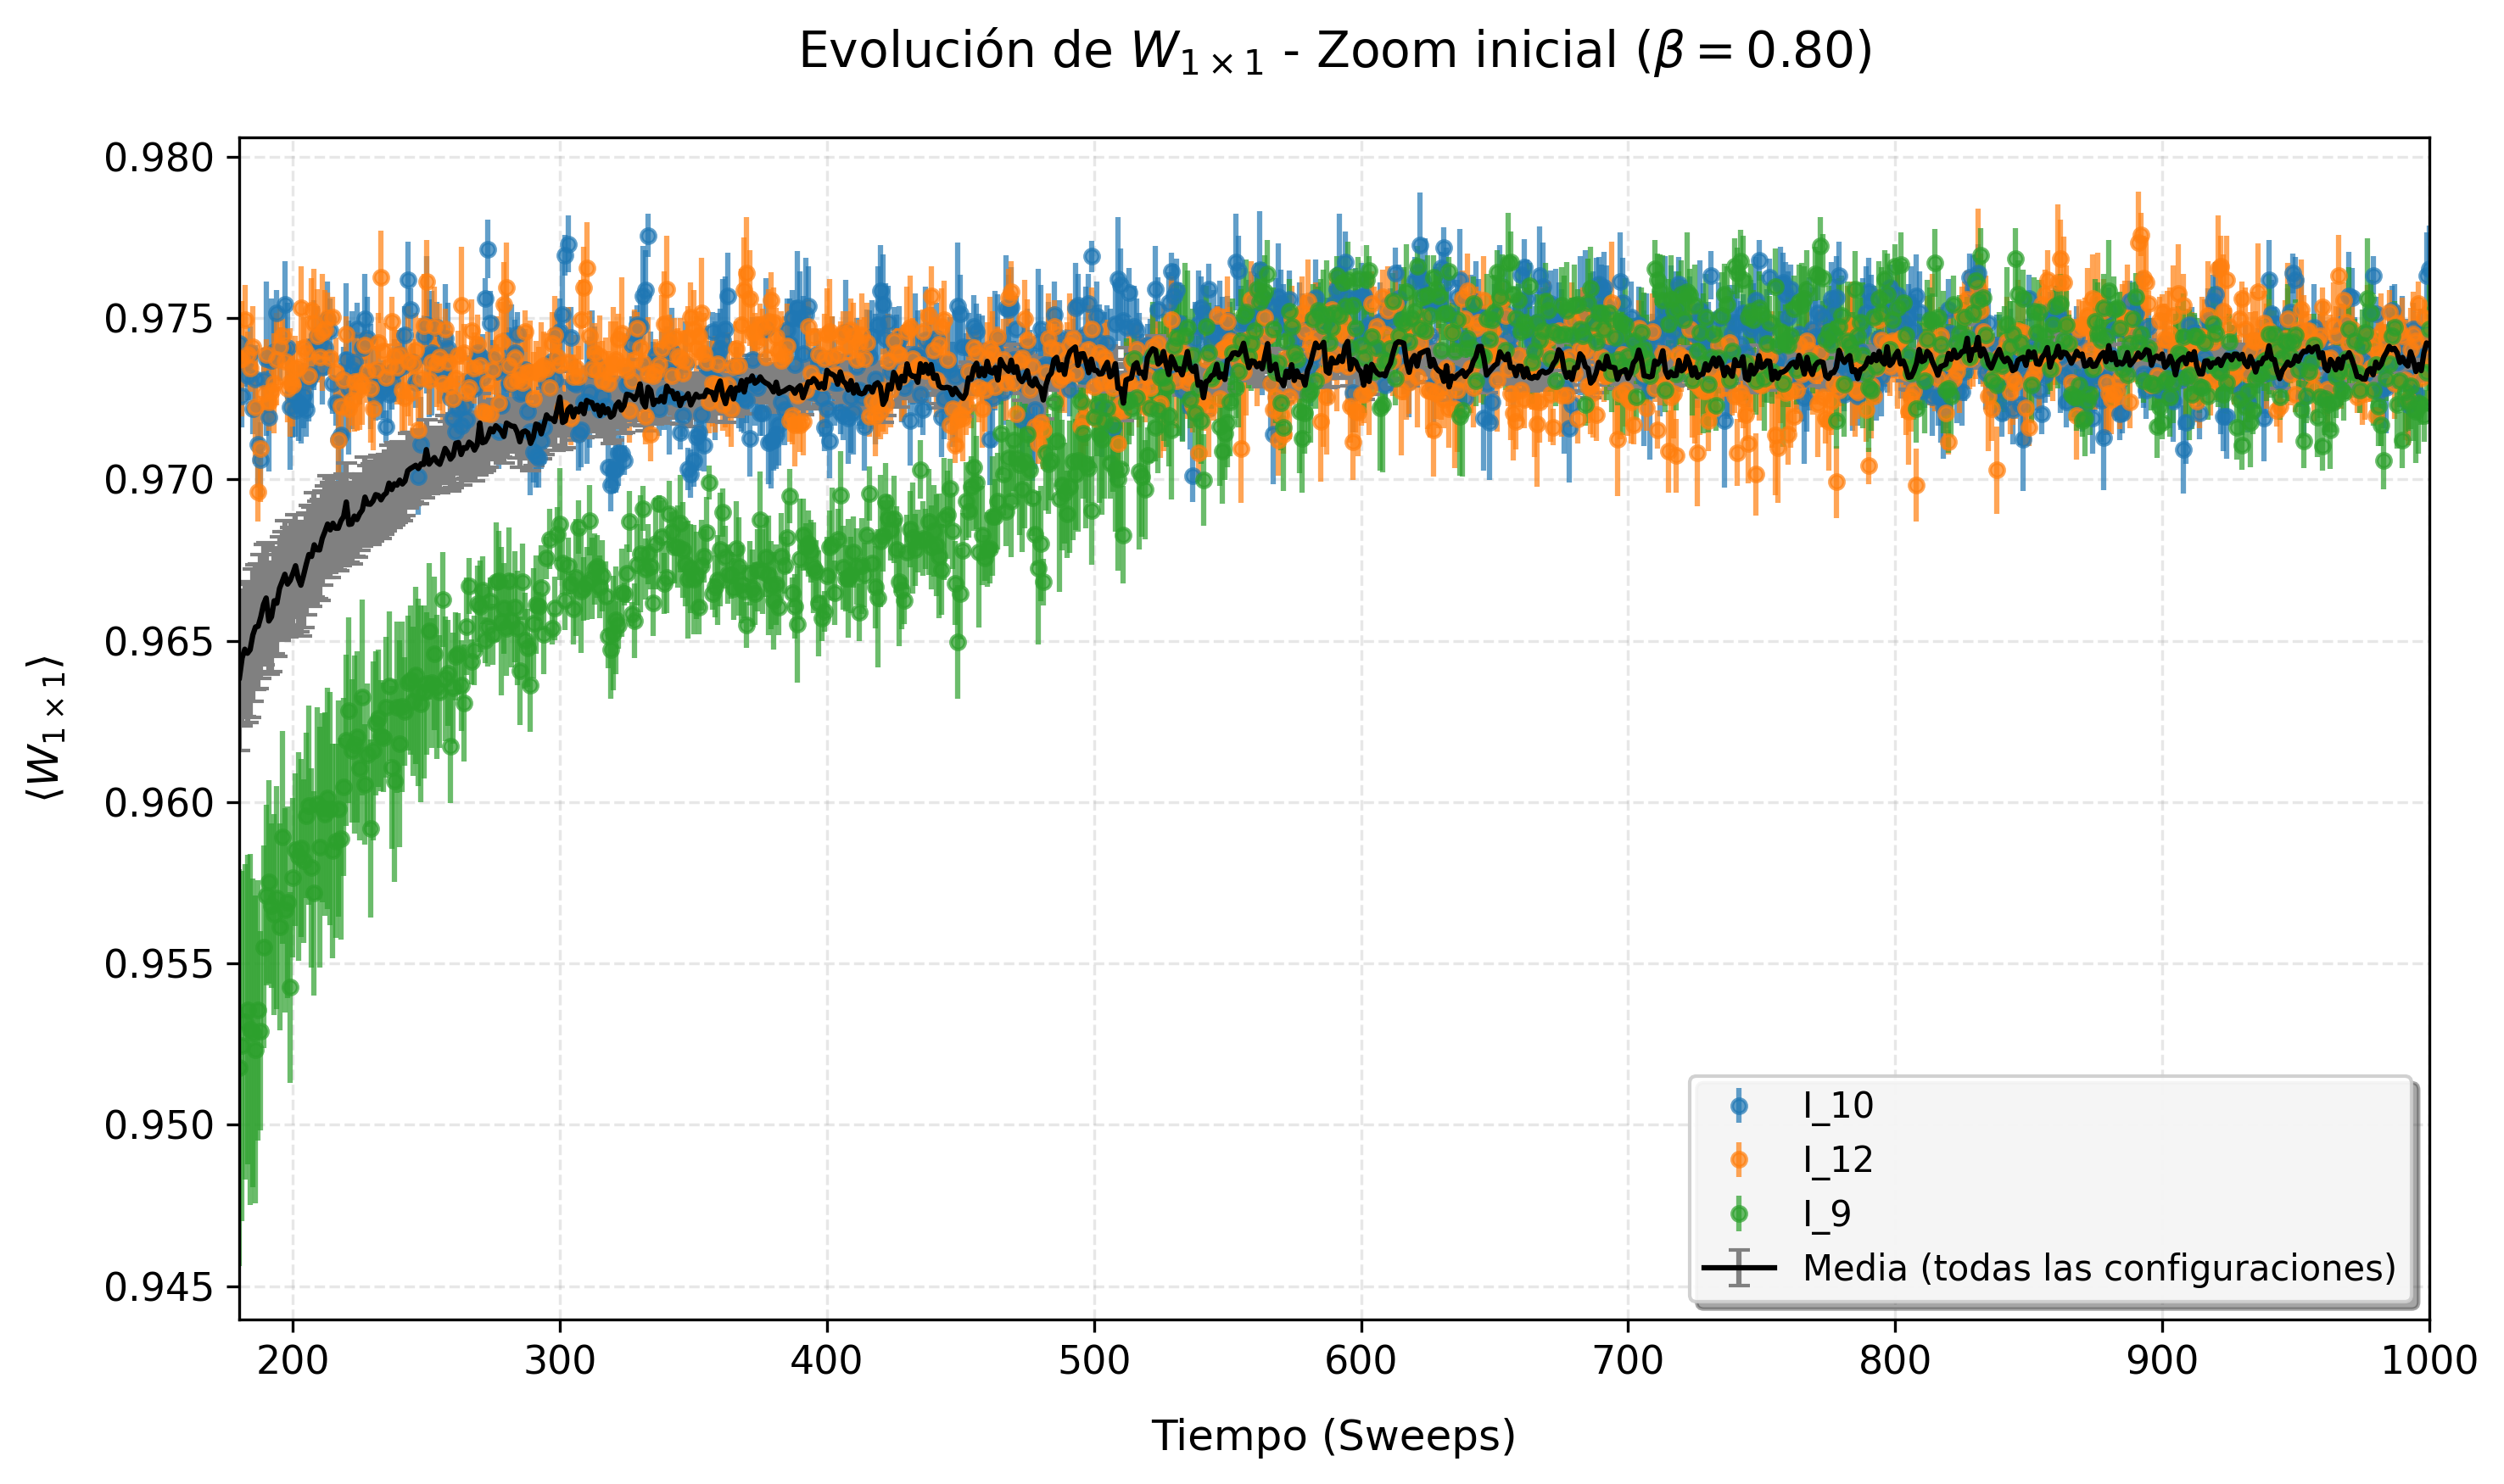 Evolución de W1×1 - Zoom inicial (β = 0.80)
0.980
0.975
0.970
0.965
0.960
0.955
0.950
0.945
⟨W1×1⟩
200 300 400 500 600 700 800 900 1000
Tiempo (Sweeps)
I_10
I_12
I_9
Media (todas las configuraciones)